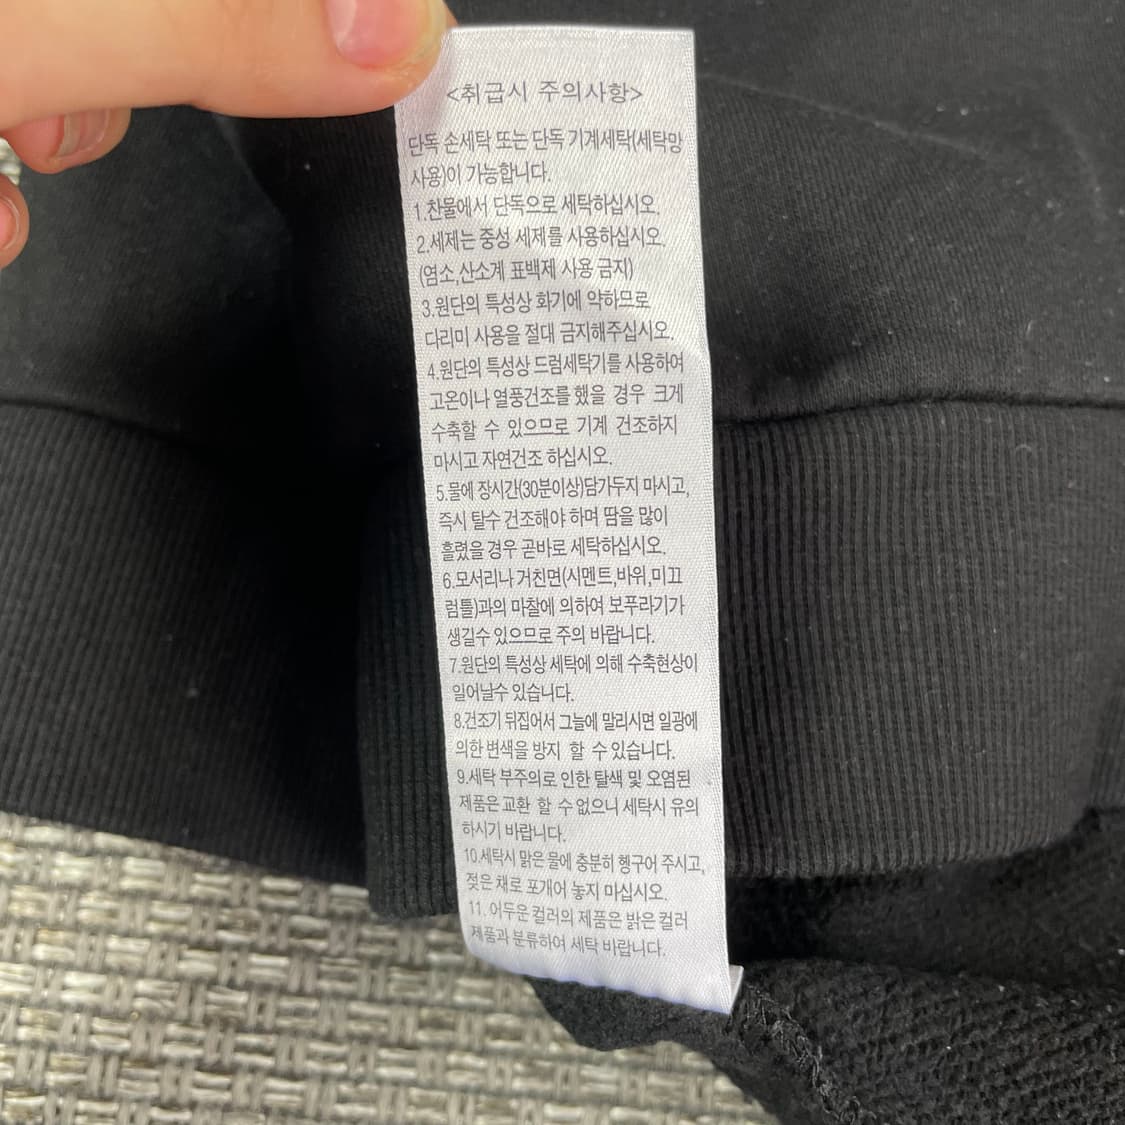 <취급시 주의사항>
단독 손세탁 또는 단독 기계세탁(세탁망
사용)이 가능합니다.
1.찬물에서 단독으로 세탁하십시오.
2.세제는 중성 세제를 사용하십시오.
(염소,산소계 표백제 사용 금지)
3.원단의 특성상 화기에 약하므로
다리미 사용을 절대 금지해주십시오.
4.원단의 특성상 드럼세탁기를 사용하여
고온이나 열풍건조를 했을 경우 크게
수축할 수 있으므로 기계 건조하지
마시고 자연건조 하십시오.
5.물에 장시간(30분이상)담가두지 마시고,
즉시 탈수 건조해야 하며 땀을 많이
흘렸을 경우 곧바로 세탁하십시오.
6.모서리나 거친면(시멘트,바위,미끄
럼틀)과의 마찰에 의하여 보푸라기가
생길수 있으므로 주의 바랍니다.
7.원단의 특성상 세탁에 의해 수축현상이
일어날수 있습니다.
8.건조기 뒤집어서 그늘에 말리시면 일광에
의한 변색을 방지 할 수 있습니다.
9.세탁 부주의로 인한 탈색 및 오염된
제품은 교환 할 수 없으니 세탁시 유의
하시기 바랍니다.
10.세탁시 맑은 물에 충분히 헹구어 주시고,
젖은 채로 포개어 놓지 마십시오.
11. 어두운 컬러의 제품은 밝은 컬러
제품과 분류하여 세탁 바랍니다.